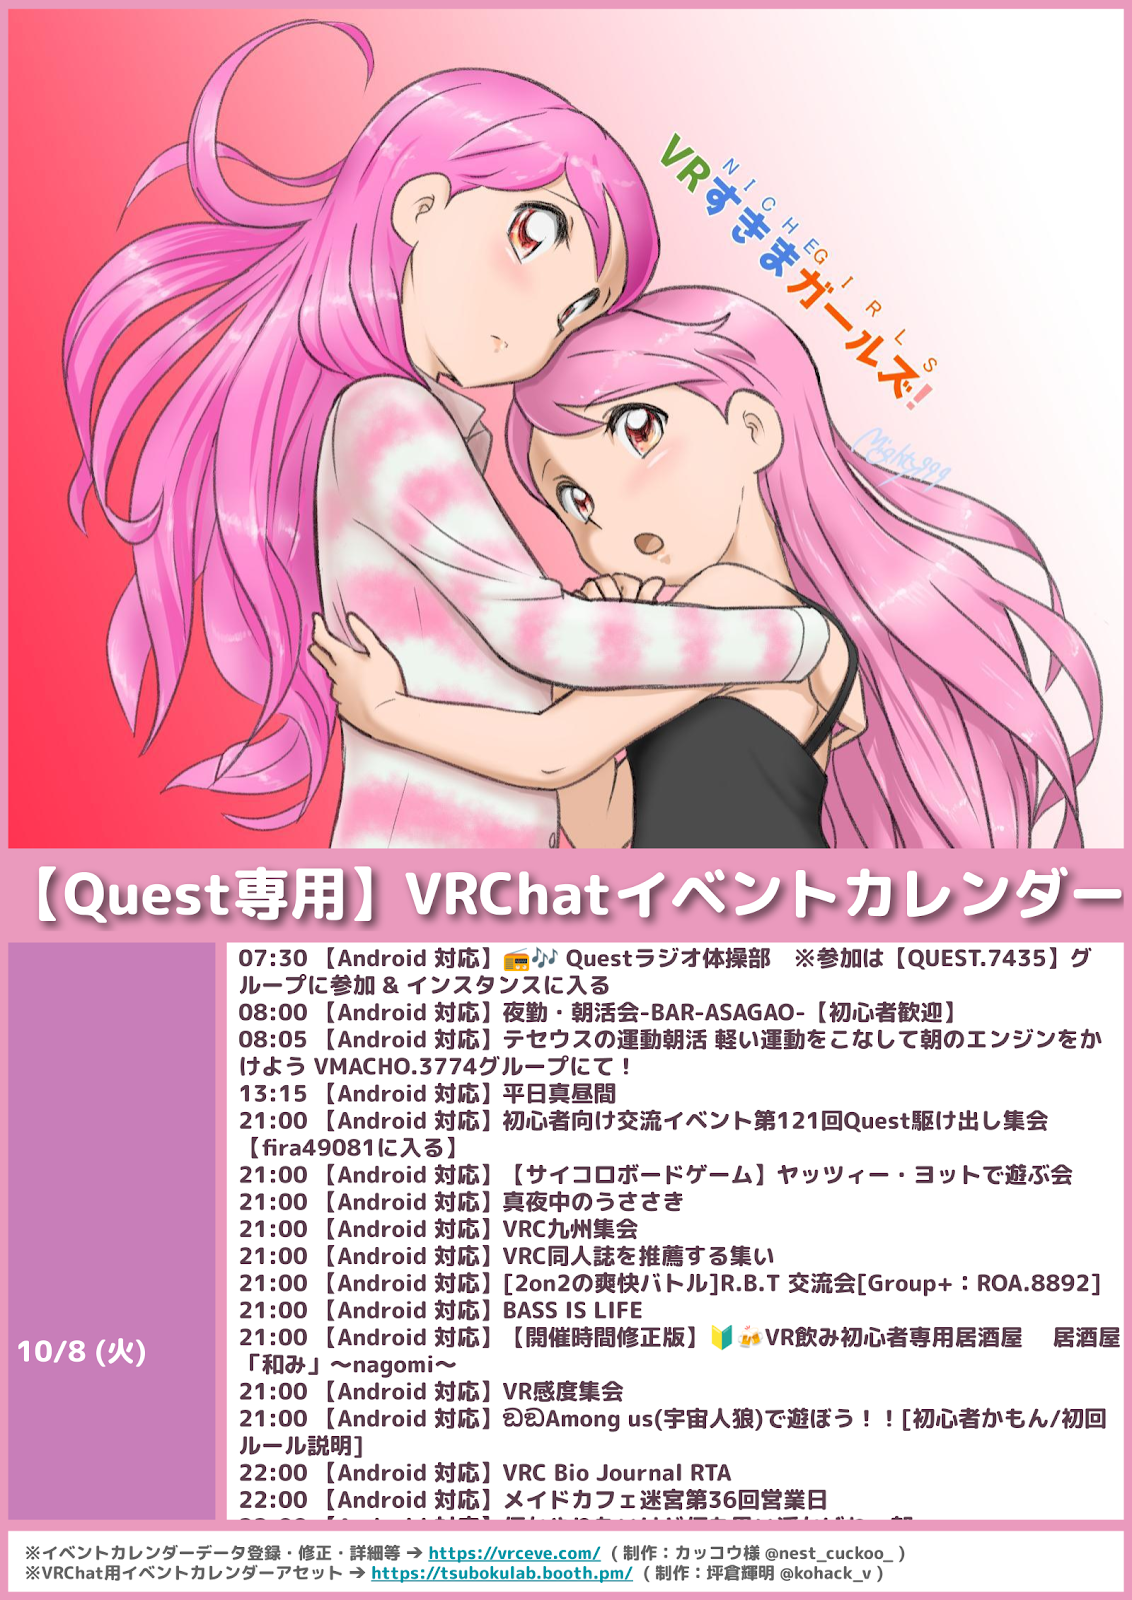 NICHE GIRLS
VRすきまガールズ!
Mighty999
【Quest専用】VRChatイベントカレンダー
10/8 (火)
07:30 【Android 対応】📻🎶 Questラジオ体操部　※参加は【QUEST.7435】グ
ループに参加 & インスタンスに入る
08:00 【Android 対応】夜勤・朝活会-BAR-ASAGAO-【初心者歓迎】
08:05 【Android 対応】テセウスの運動朝活 軽い運動をこなして朝のエンジンをか
けよう VMACHO.3774グループにて！
13:15 【Android 対応】平日真昼間
21:00 【Android 対応】初心者向け交流イベント第121回Quest駆け出し集会
【fira49081に入る】
21:00 【Android 対応】【サイコロボードゲーム】ヤッツィー・ヨットで遊ぶ会
21:00 【Android 対応】真夜中のうささき
21:00 【Android 対応】VRC九州集会
21:00 【Android 対応】VRC同人誌を推薦する集い
21:00 【Android 対応】[2on2の爽快バトル]R.B.T 交流会[Group+：ROA.8892]
21:00 【Android 対応】BASS IS LIFE
21:00 【Android 対応】【開催時間修正版】🔰🍻VR飲み初心者専用居酒屋　居酒屋
「和み」〜nagomi〜
21:00 【Android 対応】VR感度集会
21:00 【Android 対応】ඞඞAmong us(宇宙人狼)で遊ぼう！！[初心者かもん/初回
ルール説明]
22:00 【Android 対応】VRC Bio Journal RTA
22:00 【Android 対応】メイドカフェ迷宮第36回営業日
※イベントカレンダーデータ登録・修正・詳細等 → https://vrceve.com/ ( 制作：カッコウ様 @nest_cuckoo_ )
※VRChat用イベントカレンダーアセット → https://tsubokulab.booth.pm/ ( 制作：坪倉輝明 @kohack_v )